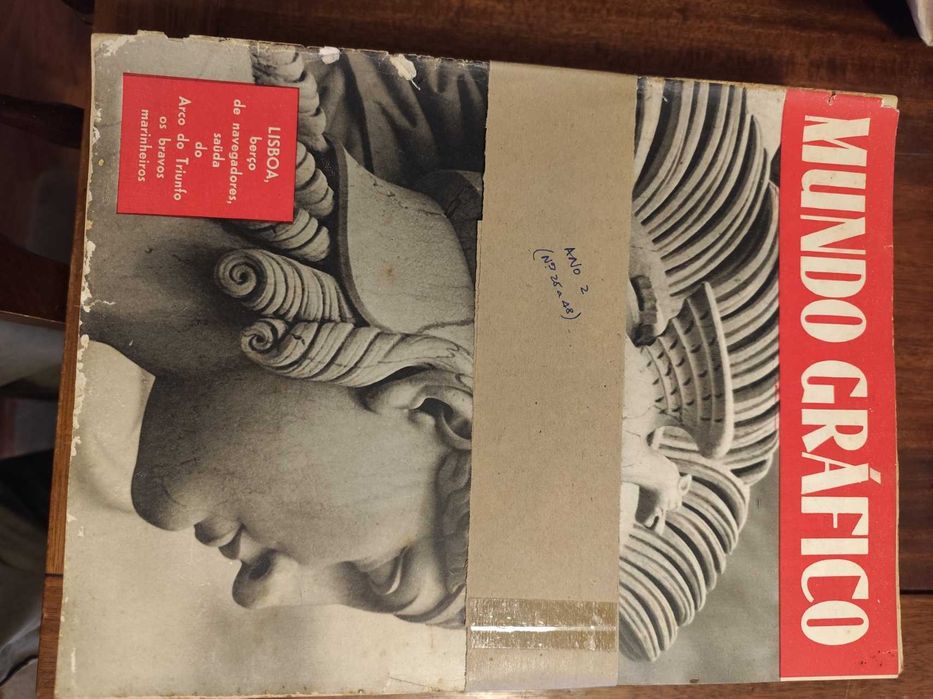 MUNDO GRÁFICO
ANO 2
(Nº 25 a 48)
LISBOA,
berço
de navegadores,
saúda
do
Arco do Triunfo
os bravos
marinheiros